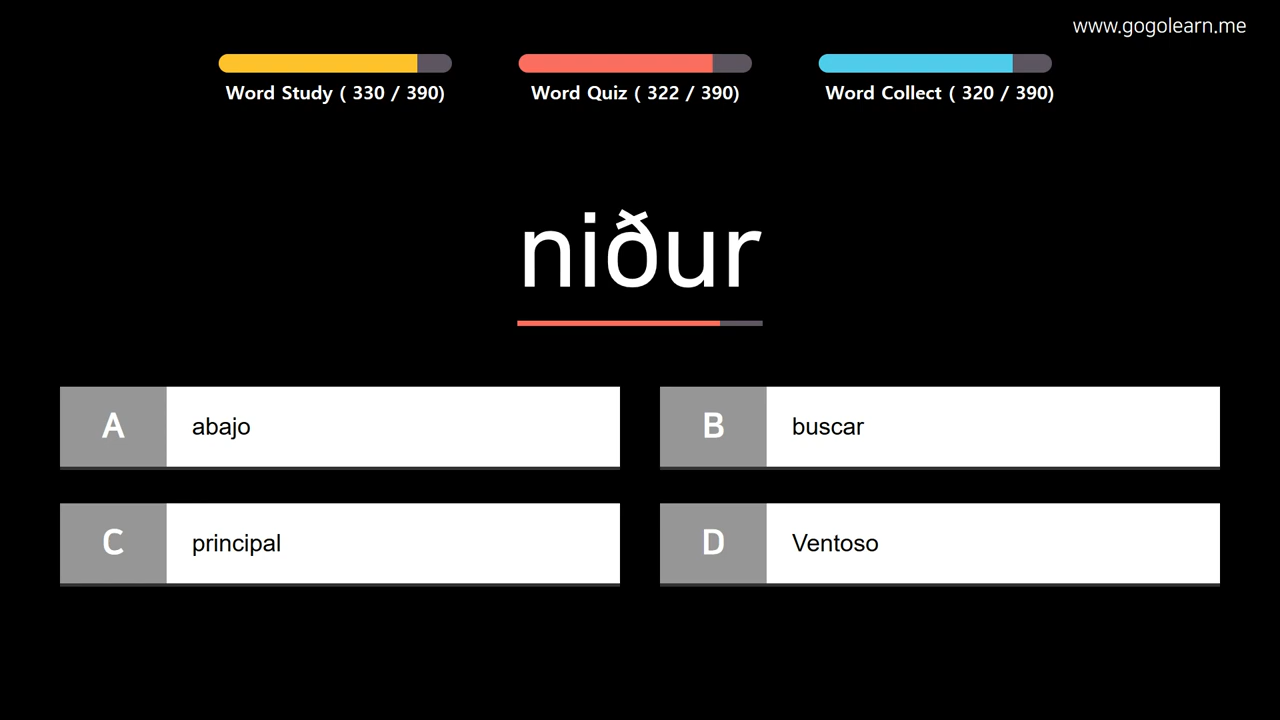 www.gogolearn.me
Word Study ( 330 / 390)
Word Quiz ( 322 / 390)
Word Collect ( 320 / 390)
niður
A abajo
B buscar
C principal
D Ventoso